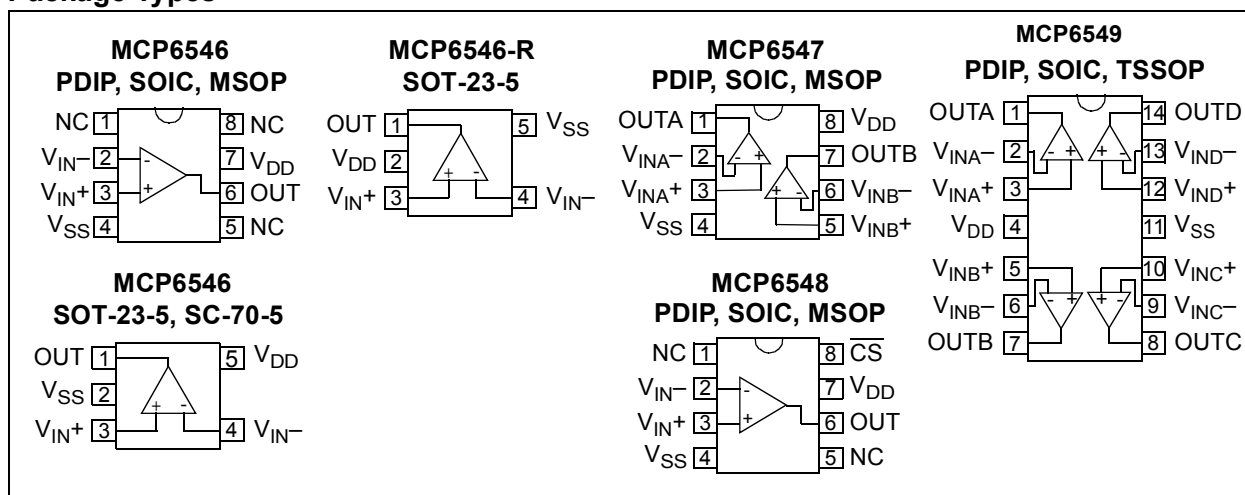 Package Types
MCP6546
PDIP, SOIC, MSOP
NC 1
8 NC
VIN– 2
7 VDD
VIN+ 3
6 OUT
VSS 4
5 NC
- +
MCP6546-R
SOT-23-5
OUT 1
5 VSS
VDD 2
VIN+ 3
4 VIN–
+ -
MCP6547
PDIP, SOIC, MSOP
OUTA 1
8 VDD
VINA– 2
7 OUTB
VINA+ 3
6 VINB–
VSS 4
5 VINB+
- +
+ -
MCP6549
PDIP, SOIC, TSSOP
OUTA 1
14 OUTD
VINA– 2
13 VIND–
VINA+ 3
12 VIND+
VDD 4
11 VSS
VINB+ 5
10 VINC+
VINB– 6
9 VINC–
OUTB 7
8 OUTC
- +
+ -
- +
+ -
MCP6546
SOT-23-5, SC-70-5
OUT 1
5 VDD
VSS 2
VIN+ 3
4 VIN–
+ -
MCP6548
PDIP, SOIC, MSOP
NC 1
8 CS
VIN– 2
7 VDD
VIN+ 3
6 OUT
VSS 4
5 NC
- +